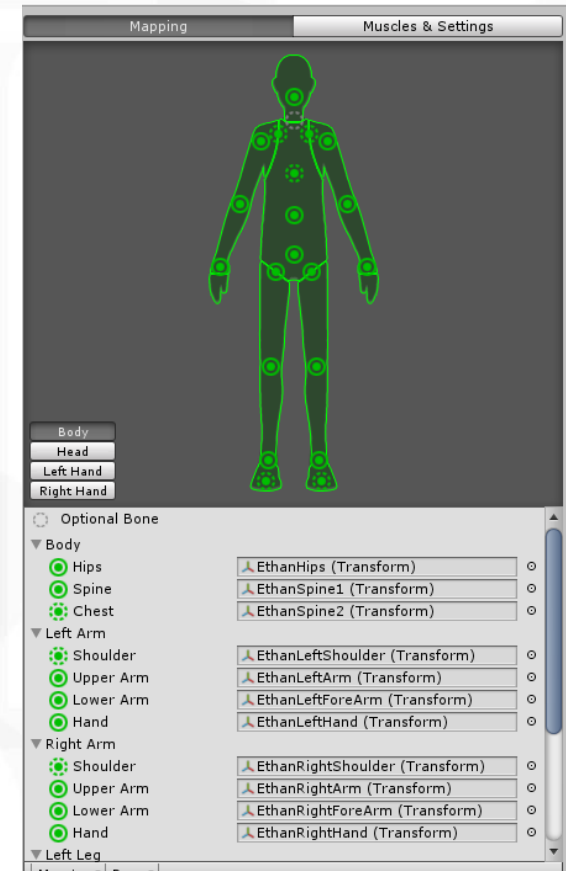 Mapping Muscles & Settings
Body
Head
Left Hand
Right Hand
Optional Bone
Body
Hips EthanHips (Transform)
Spine EthanSpine1 (Transform)
Chest EthanSpine2 (Transform)
Left Arm
Shoulder EthanLeftShoulder (Transform)
Upper Arm EthanLeftArm (Transform)
Lower Arm EthanLeftForeArm (Transform)
Hand EthanLeftHand (Transform)
Right Arm
Shoulder EthanRightShoulder (Transform)
Upper Arm EthanRightArm (Transform)
Lower Arm EthanRightForeArm (Transform)
Hand EthanRightHand (Transform)
Left Leg